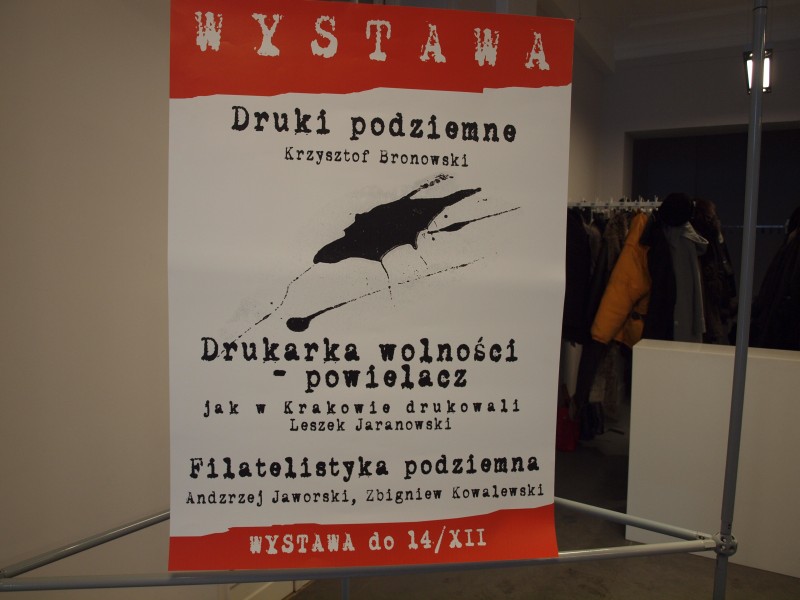 WYSTAWA
Druki podziemne
Krzysztof Bronowski
Drukarka wolności
- powielacz
jak w Krakowie drukowali
Leszek Jaranowski
Filatelistyka podziemna
Andzrzej Jaworski, Zbigniew Kowalewski
WYSTAWA do 14/XII